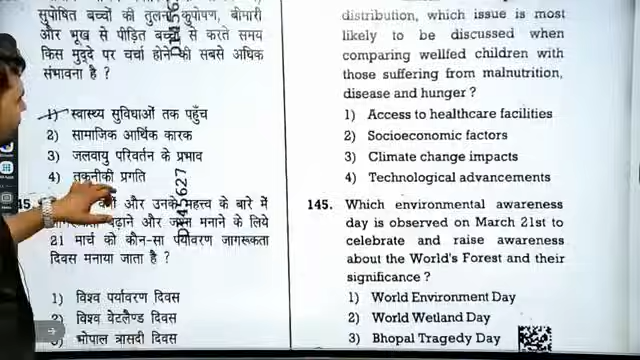 सुपोषित बच्चों की तुलना कुपोषण, बीमारी
और भूख से पीड़ित बच्चों से करते समय
किस मुद्दे पर चर्चा होने की सबसे अधिक
संभावना है ?
1) स्वास्थ्य सुविधाओं तक पहुँच
2) सामाजिक आर्थिक कारक
3) जलवायु परिवर्तन के प्रभाव
4) तकनीकी प्रगति
और उनके महत्त्व के बारे में
बढ़ाने और मनाने के लिये
21 मार्च को कौन-सा पर्यावरण जागरूकता
दिवस मनाया जाता है ?
1) विश्व पर्यावरण दिवस
2) विश्व वेटलैण्ड दिवस
भोपाल त्रासदी दिवस
distribution, which issue is most
likely to be discussed when
comparing wellfed children with
those suffering from malnutrition,
disease and hunger ?
1) Access to healthcare facilities
2) Socioeconomic factors
3) Climate change impacts
4) Technological advancements
145. Which environmental awareness
day is observed on March 21st to
celebrate and raise awareness
about the World's Forest and their
significance ?
1) World Environment Day
2) World Wetland Day
3) Bhopal Tragedy Day